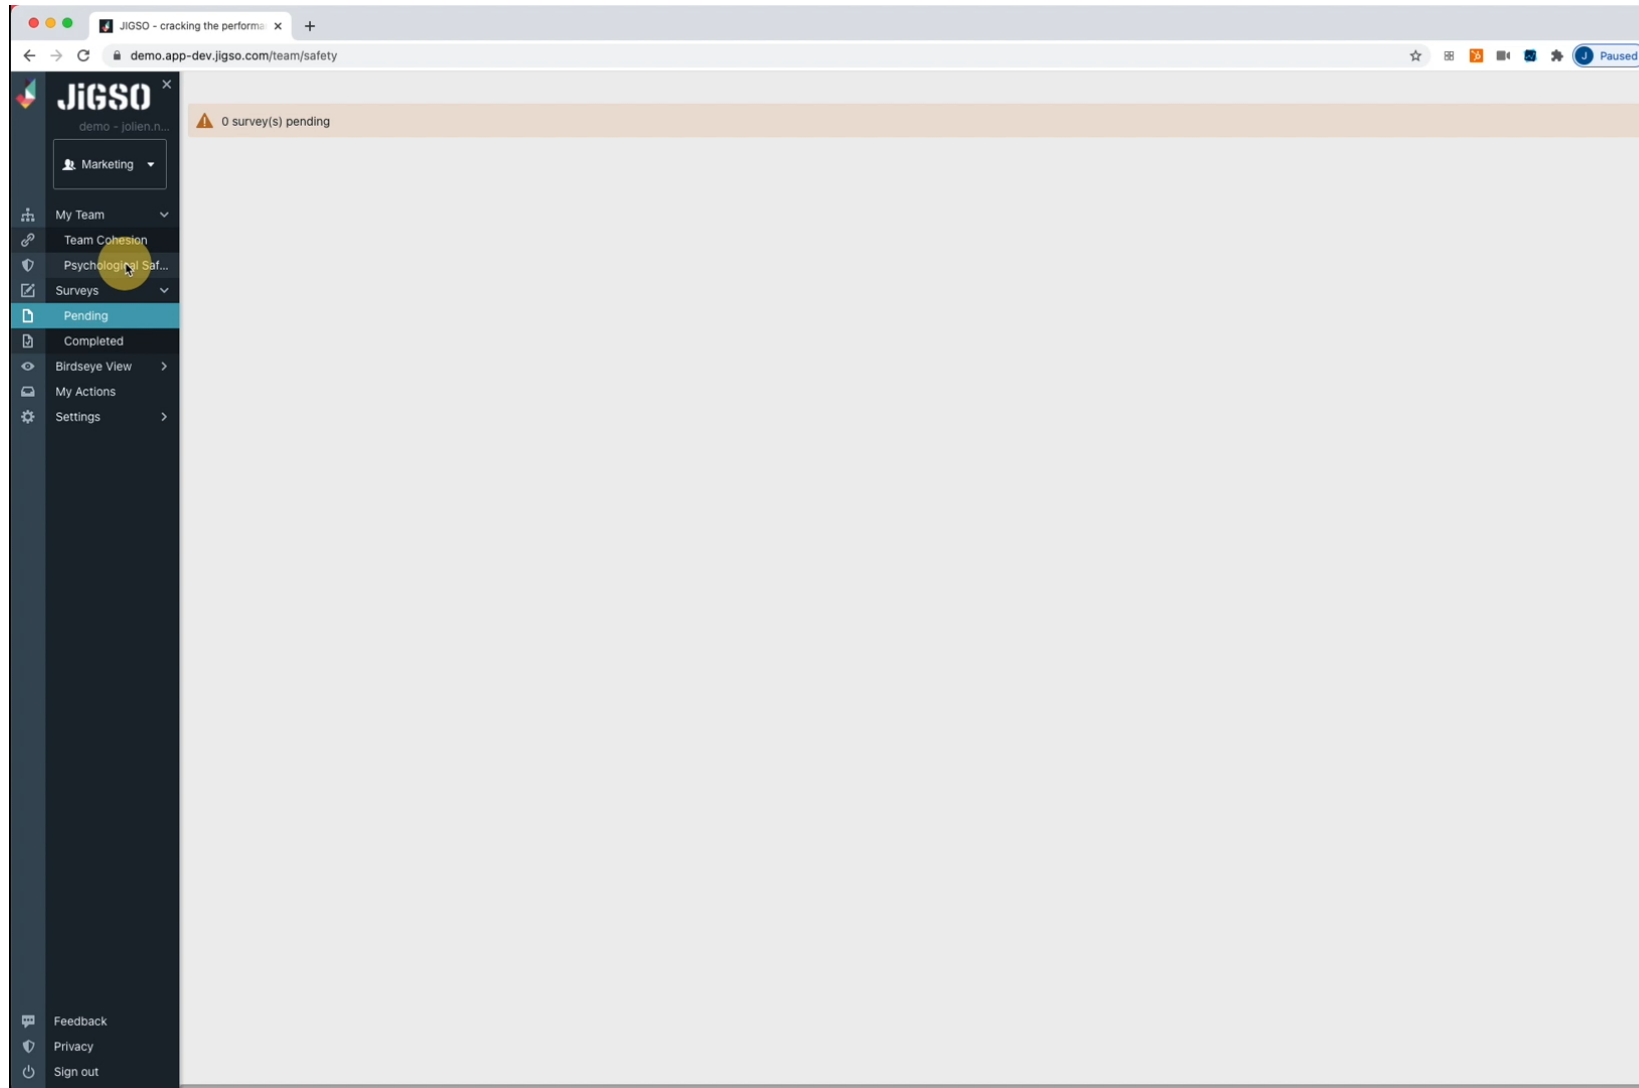 JIGSO - cracking the performa
demo.app-dev.jigso.com/team/safety
J Paused
JiGSO
demo - jolien.n...
Marketing
0 survey(s) pending
My Team
Team Cohesion
Psychological Saf...
Surveys
Pending
Completed
Birdseye View
My Actions
Settings
Feedback
Privacy
Sign out